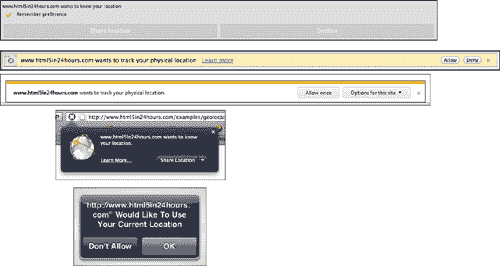 www.html5in24hours.com wants to know your location
Remember preference
Share location Decline
www.html5in24hours.com wants to track your physical location Learn more Allow Deny
www.html5in24hours.com wants to track your physical location. Allow once Options for this site
http://www.html5in24hours.com/examples/geolocat
www.html5in24hours.com wants to know
your location.
Learn More... Share Location
http://www.html5in24hours.
com" Would Like To Use
Your Current Location
Don't Allow OK